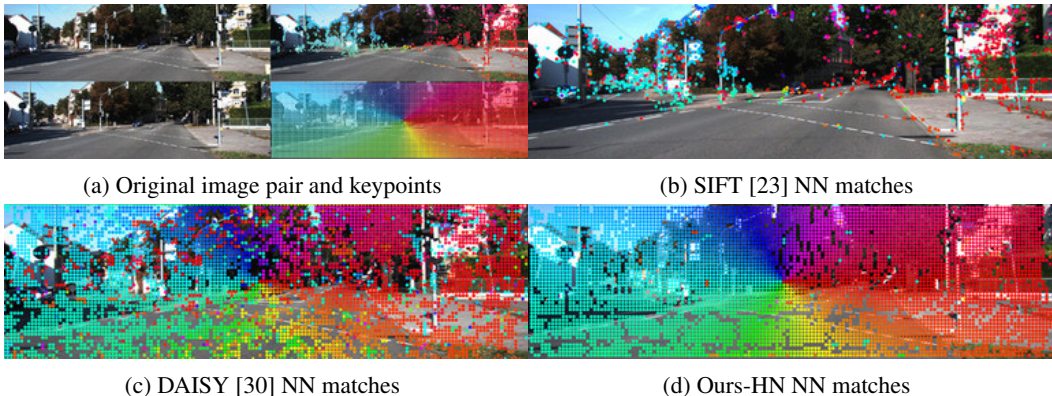 (a) Original image pair and keypoints
(b) SIFT [23] NN matches
(c) DAISY [30] NN matches
(d) Ours-HN NN matches